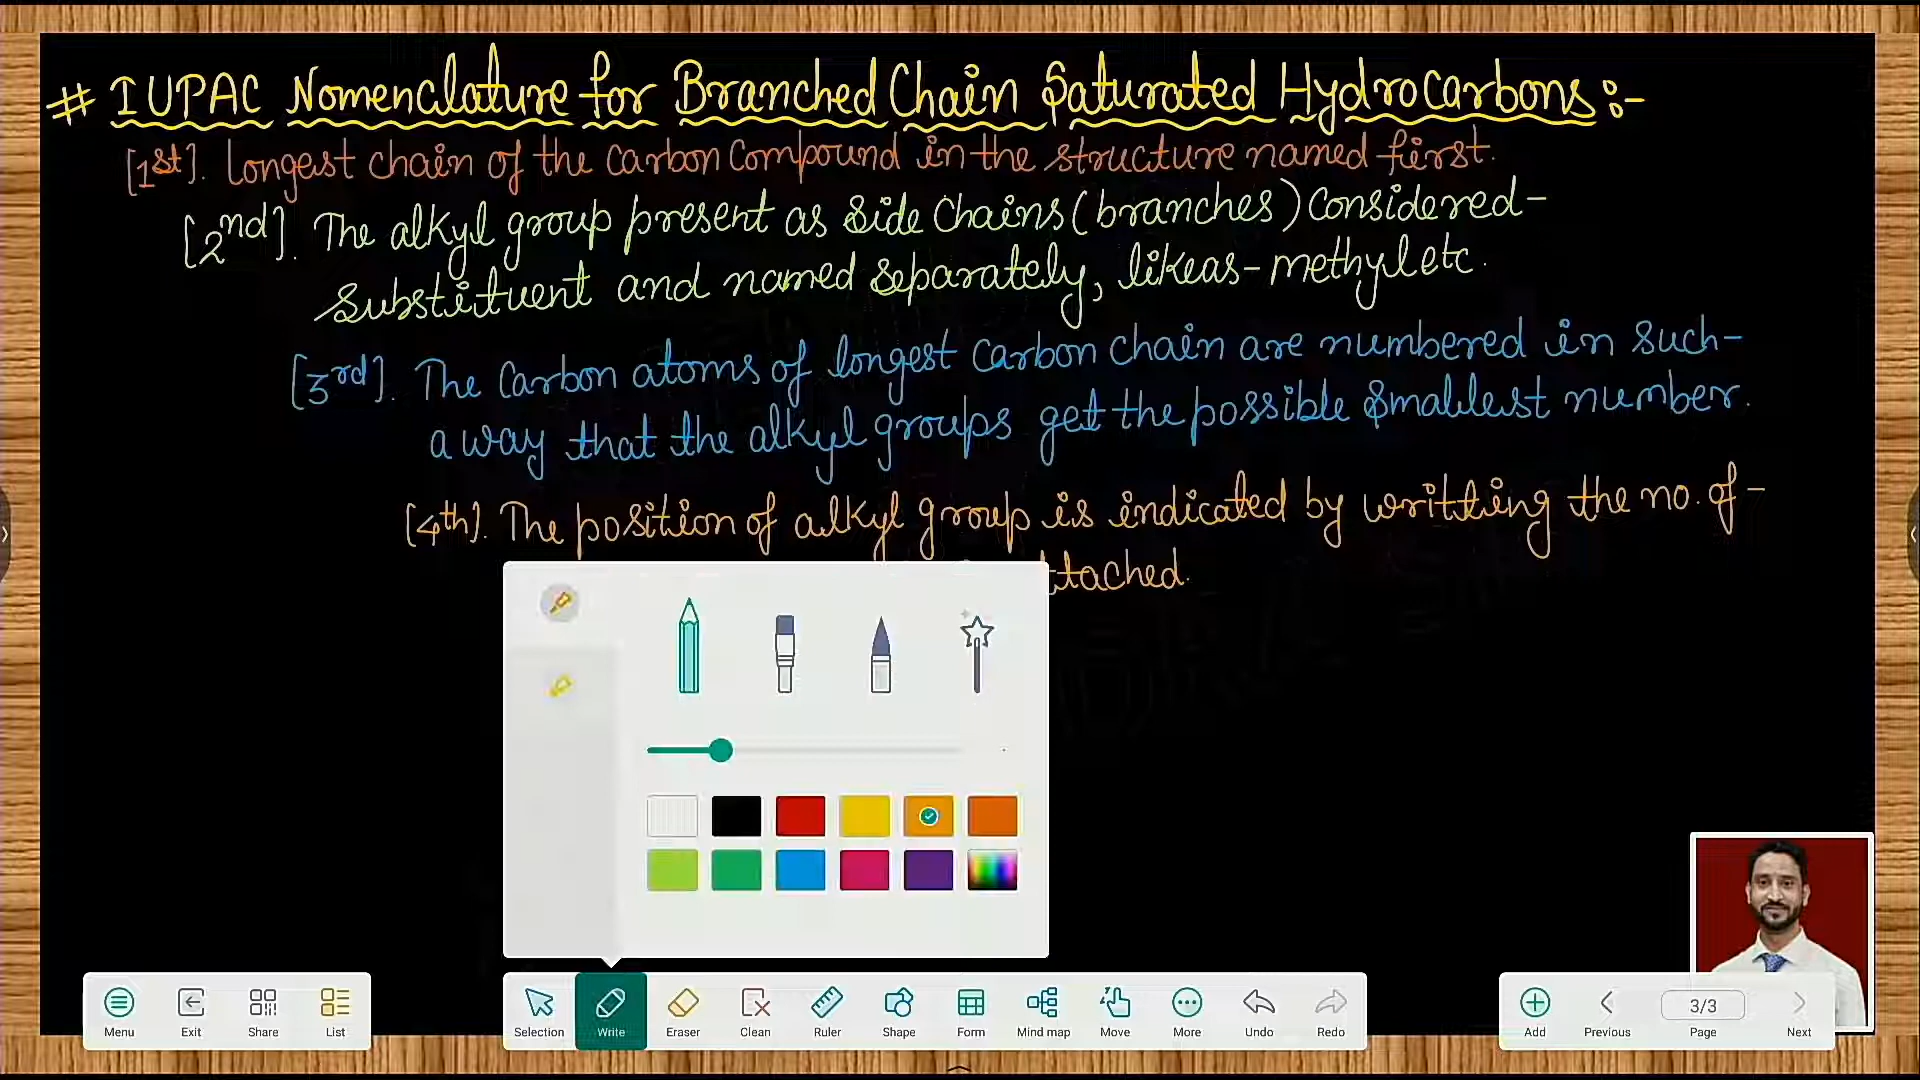 # IUPAC Nomenclature for Branched Chain Saturated Hydrocarbons :-
[1st]. Longest chain of the carbon compound in the structure named first.
[2nd]. The alkyl group present as Side Chains (branches) Considered-
substituent and named separately, likeas-methyl etc.
[3rd]. The Carbon atoms of longest Carbon chain are numbered in Such-
a way that the alkyl groups get the possible smallest number.
[4th]. The position of alkyl group is indicated by writting the no. of-
ttached.
Menu Exit Share List Selection Write Eraser Clean Ruler Shape Form Mind map Move More Undo Redo Add Previous 3/3 Page Next